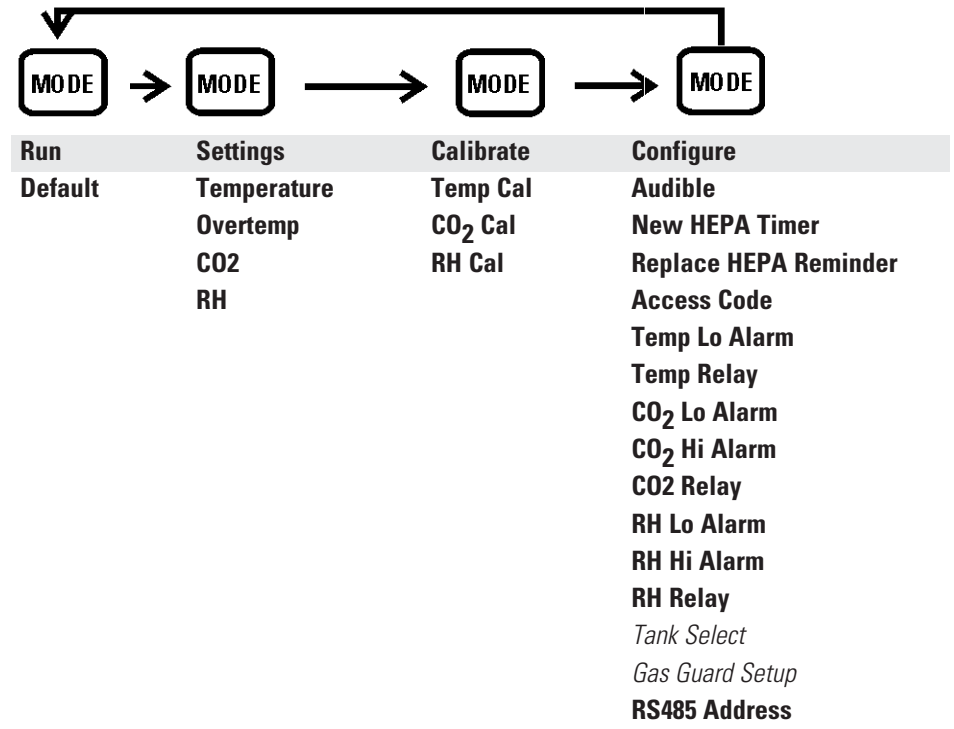 MODE MODE MODE MODE
Run Settings Calibrate Configure
Default Temperature Temp Cal Audible
Overtemp CO₂ Cal New HEPA Timer
CO2 RH Cal Replace HEPA Reminder
RH Access Code
Temp Lo Alarm
Temp Relay
CO₂ Lo Alarm
CO₂ Hi Alarm
CO2 Relay
RH Lo Alarm
RH Hi Alarm
RH Relay
Tank Select
Gas Guard Setup
RS485 Address